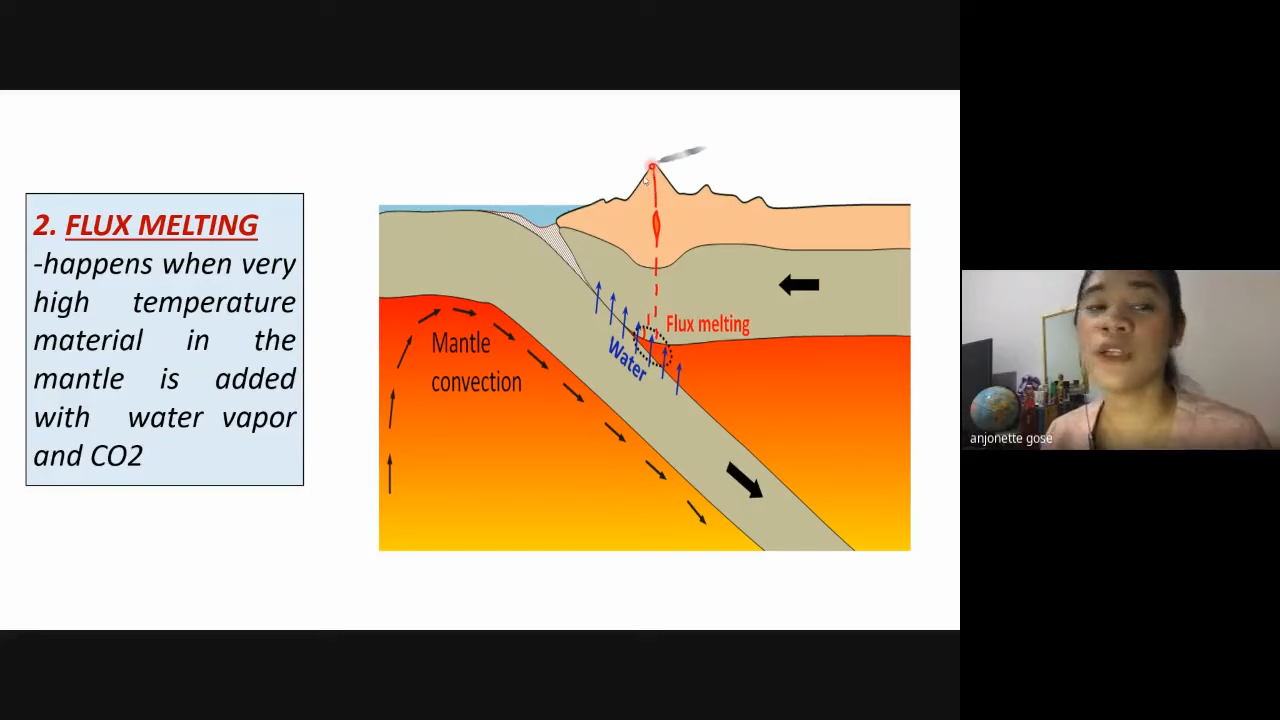 2. FLUX MELTING
-happens when very
high temperature
material in the
mantle is added
with water vapor
and CO2
Flux melting
Water
Mantle
convection
anjonette gose